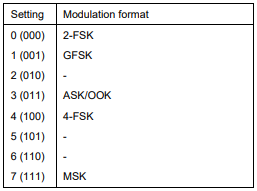 Setting Modulation format
0 (000) 2-FSK
1 (001) GFSK
2 (010) -
3 (011) ASK/OOK
4 (100) 4-FSK
5 (101) -
6 (110) -
7 (111) MSK